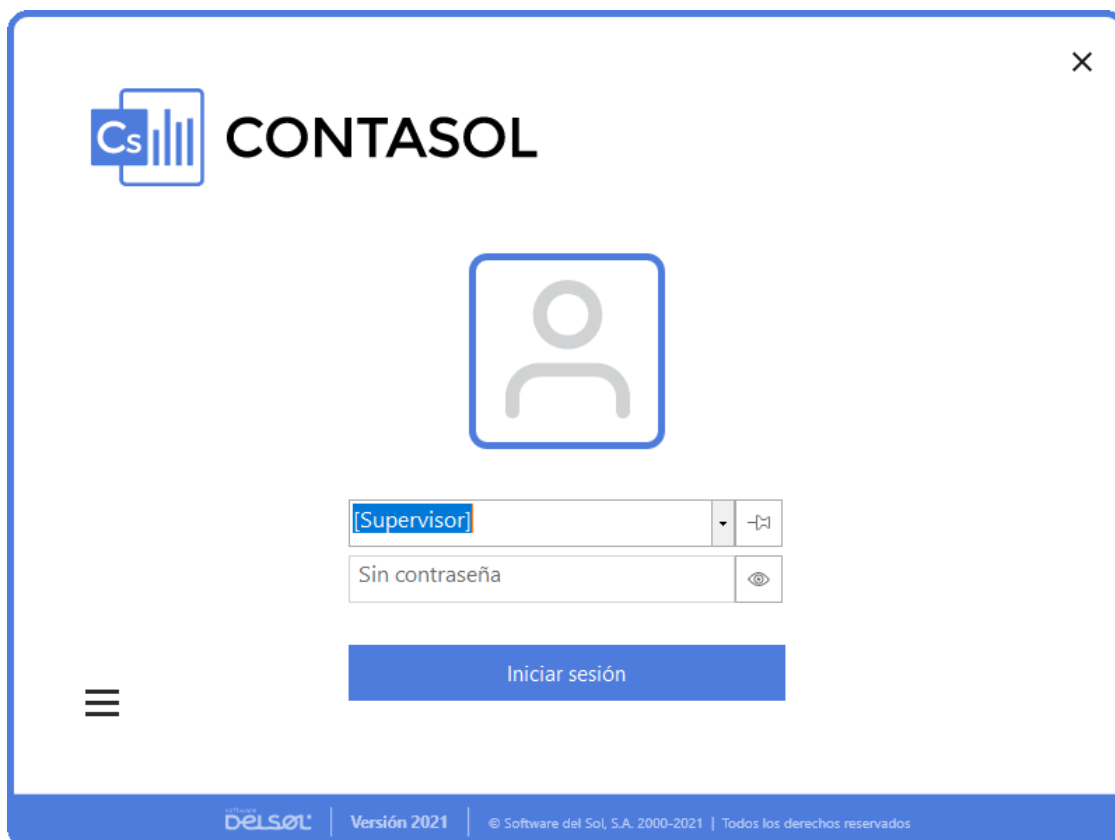 Cs CONTASOL
[Supervisor]
Sin contraseña
Iniciar sesión
software
DELSOL
Versión 2021
© Software del Sol, S.A. 2000-2021 | Todos los derechos reservados